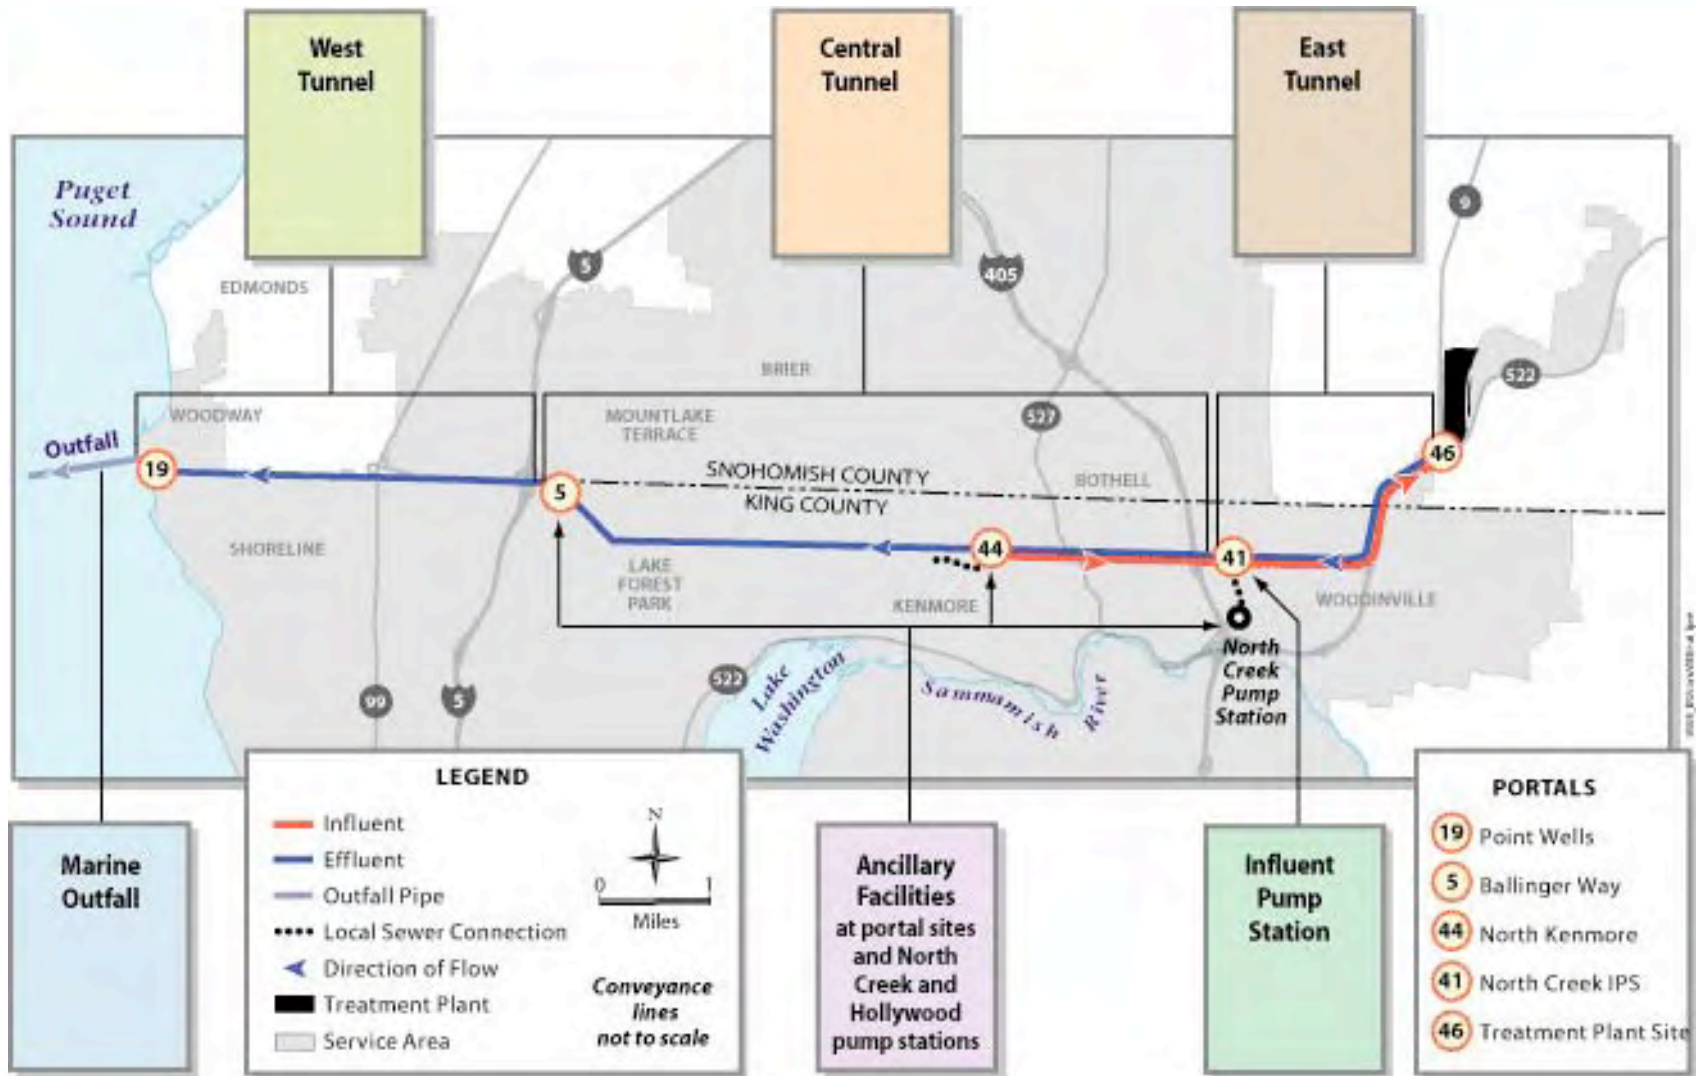 West
Tunnel
Central
Tunnel
East
Tunnel
Puget
Sound
9
EDMONDS
5
405
BRIER
522
WOODWAY
MOUNTLAKE
TERRACE
527
Outfall
19
46
SNOHOMISH COUNTY
BOTHELL
5
KING COUNTY
SHORELINE
44
41
LAKE
FOREST
PARK
KENMORE
WOODINVILLE
North
Creek
Pump
Station
99
5
522
Lake
Washington
Sammamish
River
LEGEND
Influent
Effluent
Outfall Pipe
Local Sewer Connection
Direction of Flow
Treatment Plant
Service Area
N
0 1
Miles
Conveyance
lines
not to scale
PORTALS
19 Point Wells
5 Ballinger Way
44 North Kenmore
41 North Creek IPS
46 Treatment Plant Site
Marine
Outfall
Ancillary
Facilities
at portal sites
and North
Creek and
Hollywood
pump stations
Influent
Pump
Station